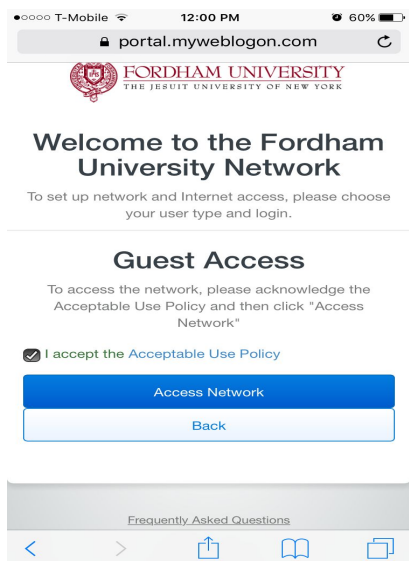 T-Mobile 12:00 PM 60%
portal.myweblogon.com
FORDHAM UNIVERSITY
THE JESUIT UNIVERSITY OF NEW YORK
Welcome to the Fordham
University Network
To set up network and Internet access, please choose
your user type and login.
Guest Access
To access the network, please acknowledge the
Acceptable Use Policy and then click "Access
Network"
I accept the Acceptable Use Policy
Access Network
Back
Frequently Asked Questions